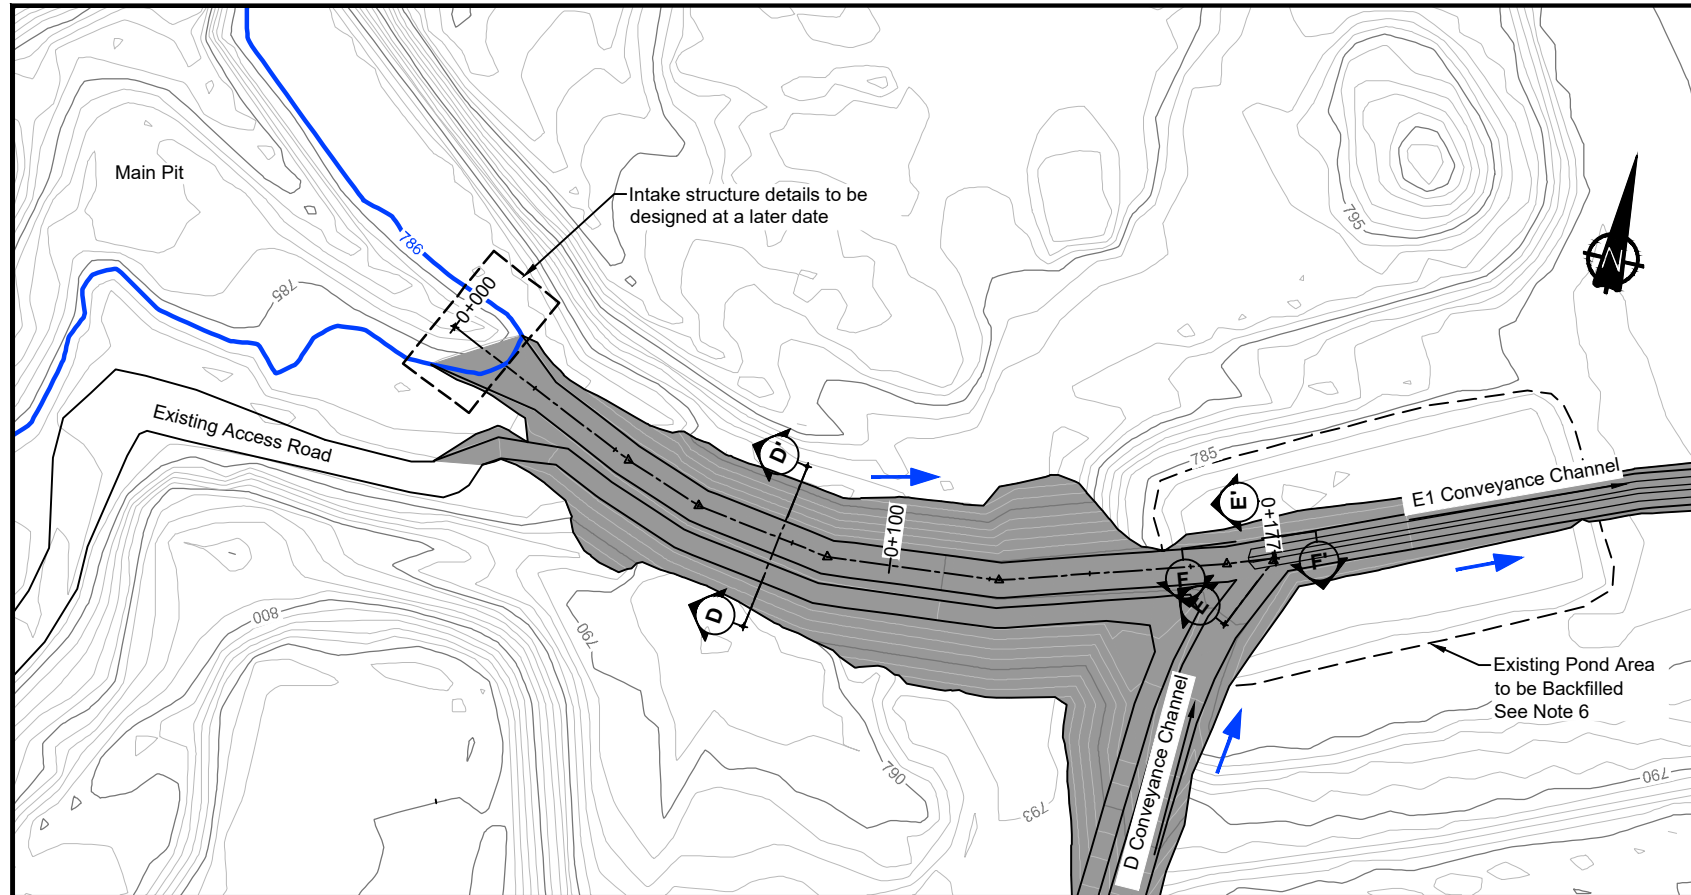 Main Pit
Intake structure details to be
designed at a later date
786
0+000
785
795
N
Existing Access Road
D'
785
E'
E1 Conveyance Channel
0+100
0+177
F'
F
E
D
800
790
Existing Pond Area
to be Backfilled
See Note 6
D Conveyance Channel
790
793
790